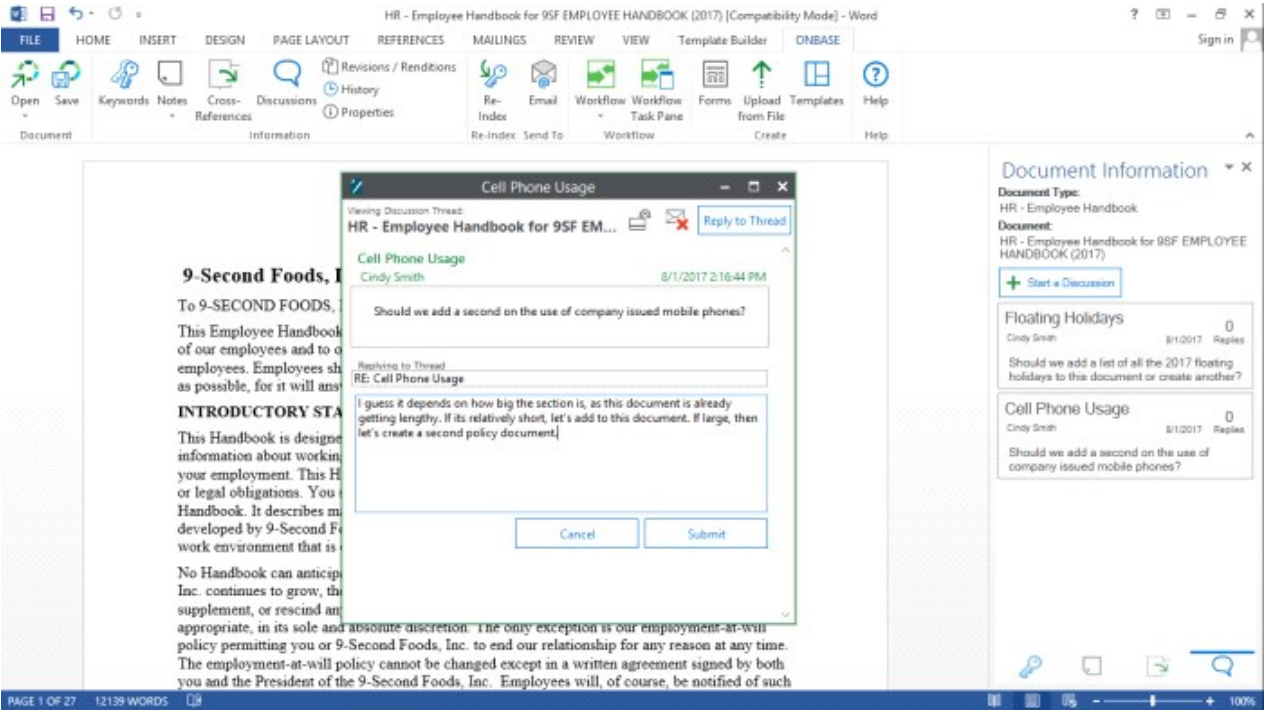 HR - Employee Handbook for 9SF EMPLOYEE HANDBOOK (2017) [Compatibility Mode] - Word
FILE HOME INSERT DESIGN PAGE LAYOUT REFERENCES MAILINGS REVIEW VIEW Template Builder ONBASE Sign in
Open Save Keywords Notes Cross-References Discussions
Revisions / Renditions
History
Properties
Re-Index Email Workflow Workflow Task Pane Forms Upload from File Templates Help
Document Information Re-Index Send To Workflow Create Help
9-Second Foods,
To 9-SECOND FOODS,
This Employee Handbook
of our employees and to
employees. Employees
as possible, for it will
INTRODUCTORY
This Handbook is
information about
your employment. This
or legal obligations. You
Handbook. It describes
developed by 9-Second
work environment that is
No Handbook can
Inc. continues to grow,
supplement, or rescind
appropriate, in its sole and absolute discretion. The only exception is our employment-at-will
policy permitting you or 9-Second Foods, Inc. to end our relationship for any reason at any time.
The employment-at-will policy cannot be changed except in a written agreement signed by both
you and the President of the 9-Second Foods, Inc. Employees will, of course, be notified of such
Cell Phone Usage
Viewing Discussion Thread:
HR - Employee Handbook for 9SF EM...
Reply to Thread
Cell Phone Usage
Cindy Smith 8/1/2017 2:16:44 PM
Should we add a second on the use of company issued mobile phones?
Replying to Thread
RE: Cell Phone Usage
I guess it depends on how big the section is, as this document is already
getting lengthy. If its relatively short, let's add to this document. If large, then
let's create a second policy document.
Cancel Submit
Document Information
Document Type:
HR - Employee Handbook
Document:
HR - Employee Handbook for 9SF EMPLOYEE
HANDBOOK (2017)
Start a Discussion
Floating Holidays 0
Cindy Smith 8/1/2017 Replies
Should we add a list of all the 2017 floating
holidays to this document or create another?
Cell Phone Usage 0
Cindy Smith 8/1/2017 Replies
Should we add a second on the use of
company issued mobile phones?
PAGE 1 OF 27 12139 WORDS 100%